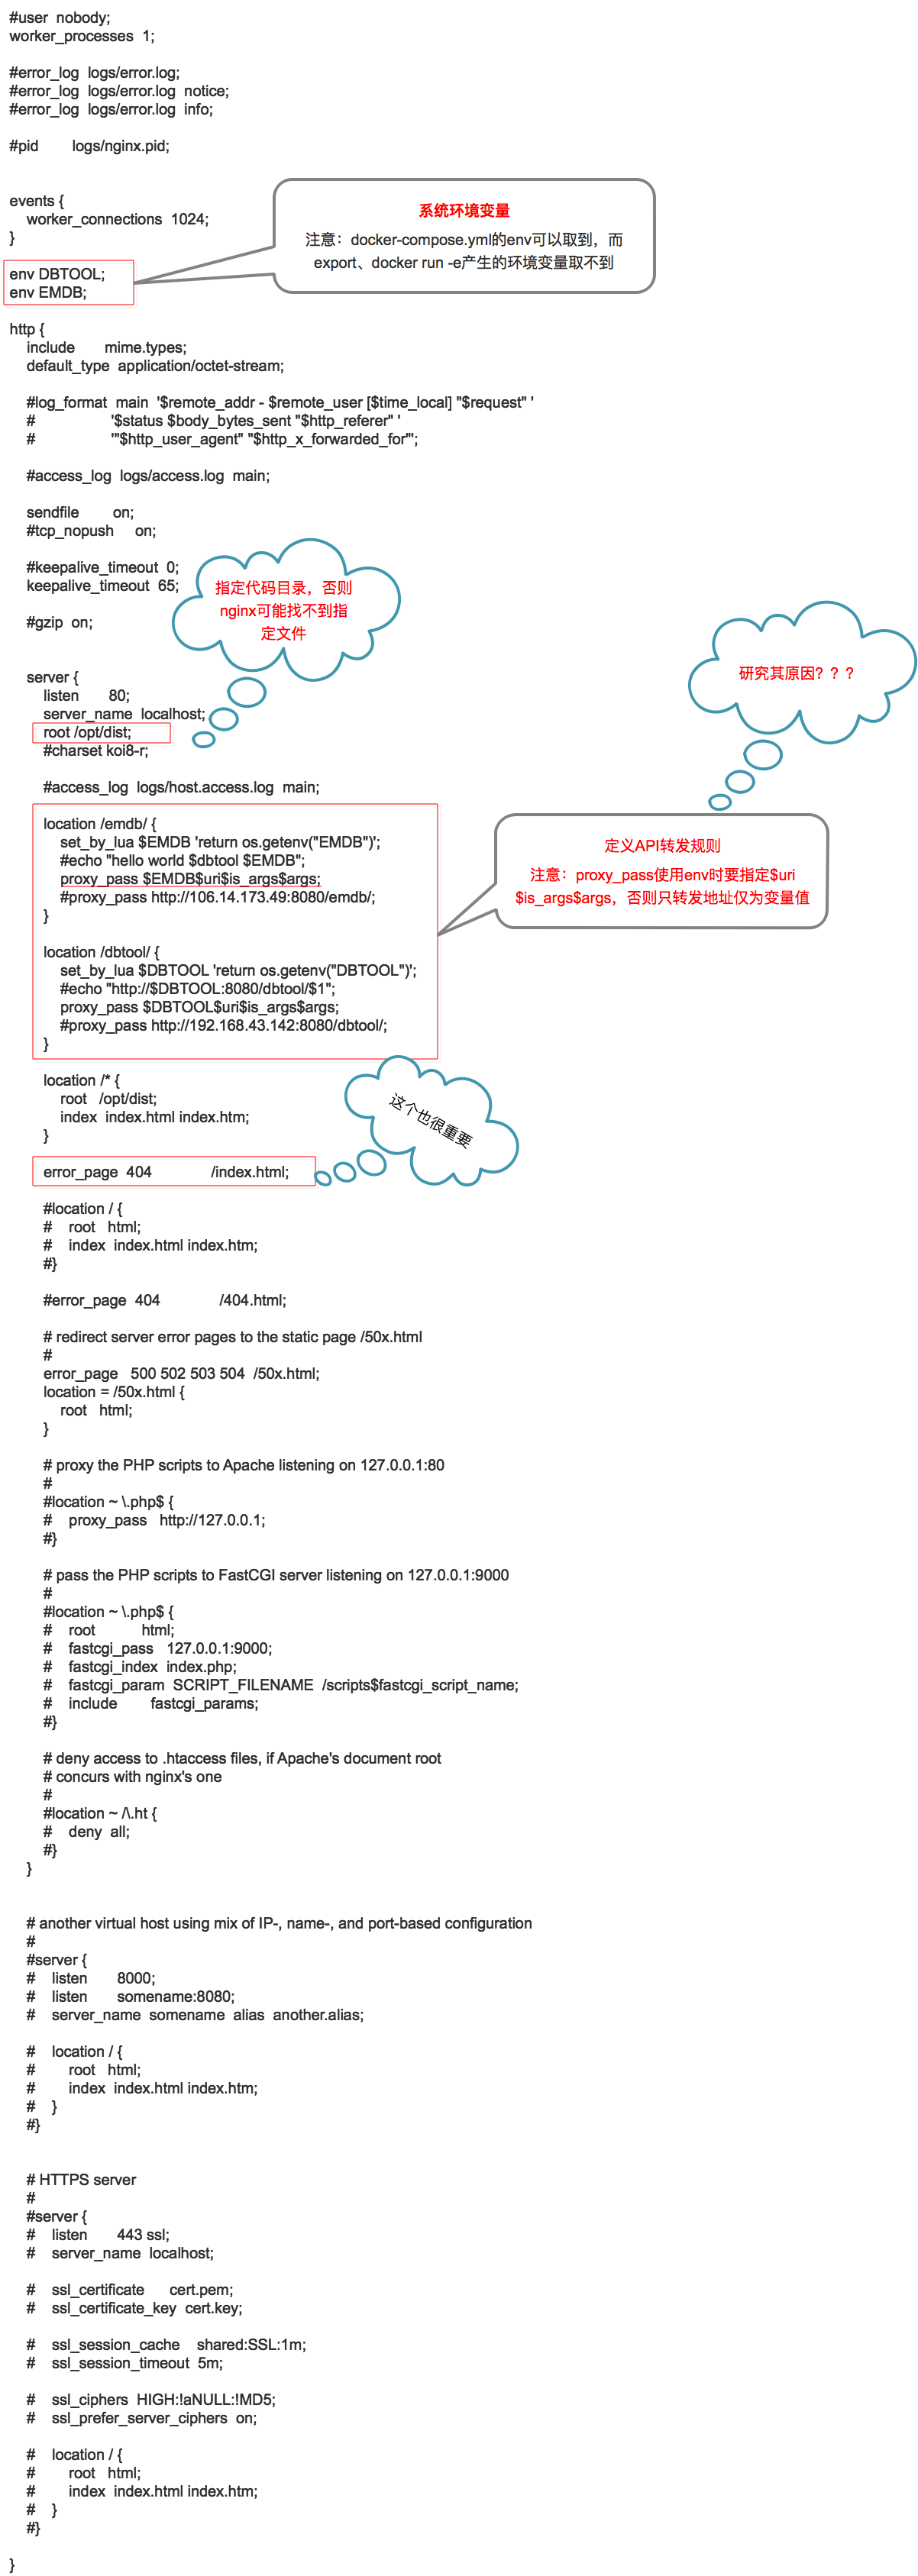 #user  nobody;
worker_processes  1;
#error_log  logs/error.log;
#error_log  logs/error.log  notice;
#error_log  logs/error.log  info;
#pid        logs/nginx.pid;
events {
    worker_connections  1024;
}
系统环境变量
注意：docker-compose.yml的env可以取到，而
export、docker run -e产生的环境变量取不到
env DBTOOL;
env EMDB;
http {
    include       mime.types;
    default_type  application/octet-stream;
    #log_format  main  '$remote_addr - $remote_user [$time_local] "$request" '
    #                  '$status $body_bytes_sent "$http_referer" '
    #                  '"$http_user_agent" "$http_x_forwarded_for"';
    #access_log  logs/access.log  main;
    sendfile        on;
    #tcp_nopush     on;
    #keepalive_timeout  0;
    keepalive_timeout  65;
    #gzip  on;
指定代码目录，否则
nginx可能找不到指
定文件
    server {
        listen       80;
        server_name  localhost;
        root /opt/dist;
        #charset koi8-r;
        #access_log  logs/host.access.log  main;
        location /emdb/ {
            set_by_lua $EMDB 'return os.getenv("EMDB")';
            #echo "hello world $dbtool $EMDB";
            proxy_pass $EMDB$uri$is_args$args;
            #proxy_pass http://106.14.173.49:8080/emdb/;
        }
        location /dbtool/ {
            set_by_lua $DBTOOL 'return os.getenv("DBTOOL")';
            #echo "http://$DBTOOL:8080/dbtool/$1";
            proxy_pass $DBTOOL$uri$is_args$args;
            #proxy_pass http://192.168.43.142:8080/dbtool/;
        }
研究其原因？？？
定义API转发规则
注意：proxy_pass使用env时要指定$uri
$is_args$args，否则只转发地址仅为变量值
        location /* {
            root   /opt/dist;
            index  index.html index.htm;
        }
这个也很重要
        error_page  404              /index.html;
        #location / {
        #    root   html;
        #    index  index.html index.htm;
        #}
        #error_page  404              /404.html;
        # redirect server error pages to the static page /50x.html
        #
        error_page   500 502 503 504  /50x.html;
        location = /50x.html {
            root   html;
        }
        # proxy the PHP scripts to Apache listening on 127.0.0.1:80
        #
        #location ~ \.php$ {
        #    proxy_pass   http://127.0.0.1;
        #}
        # pass the PHP scripts to FastCGI server listening on 127.0.0.1:9000
        #
        #location ~ \.php$ {
        #    root           html;
        #    fastcgi_pass   127.0.0.1:9000;
        #    fastcgi_index  index.php;
        #    fastcgi_param  SCRIPT_FILENAME  /scripts$fastcgi_script_name;
        #    include        fastcgi_params;
        #}
        # deny access to .htaccess files, if Apache's document root
        # concurs with nginx's one
        #
        #location ~ /\.ht {
        #    deny  all;
        #}
    }
    # another virtual host using mix of IP-, name-, and port-based configuration
    #
    #server {
    #    listen       8000;
    #    listen       somename:8080;
    #    server_name  somename  alias  another.alias;
    #    location / {
    #        root   html;
    #        index  index.html index.htm;
    #    }
    #}
    # HTTPS server
    #
    #server {
    #    listen       443 ssl;
    #    server_name  localhost;
    #    ssl_certificate      cert.pem;
    #    ssl_certificate_key  cert.key;
    #    ssl_session_cache    shared:SSL:1m;
    #    ssl_session_timeout  5m;
    #    ssl_ciphers  HIGH:!aNULL:!MD5;
    #    ssl_prefer_server_ciphers  on;
    #    location / {
    #        root   html;
    #        index  index.html index.htm;
    #    }
    #}
}